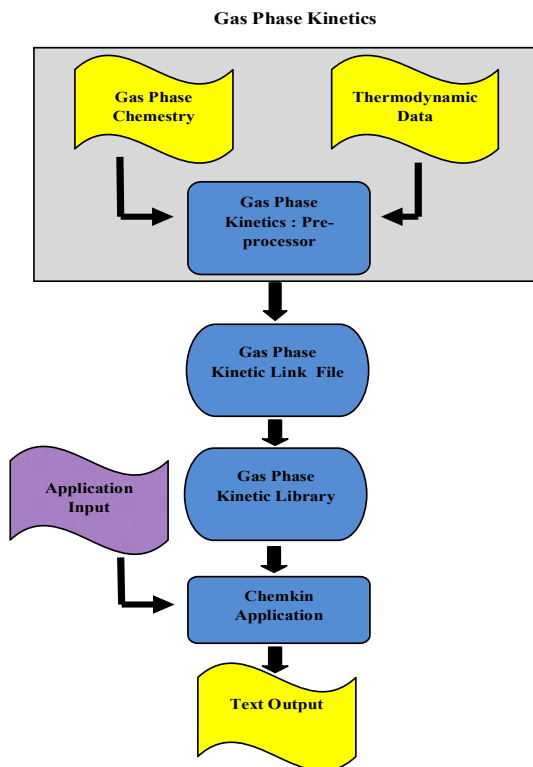 Gas Phase Kinetics
Gas Phase
Chemestry
Thermodynamic
Data
Gas Phase
Kinetics : Pre-
processor
Gas Phase
Kinetic Link File
Gas Phase
Kinetic Library
Application
Input
Chemkin
Application
Text Output